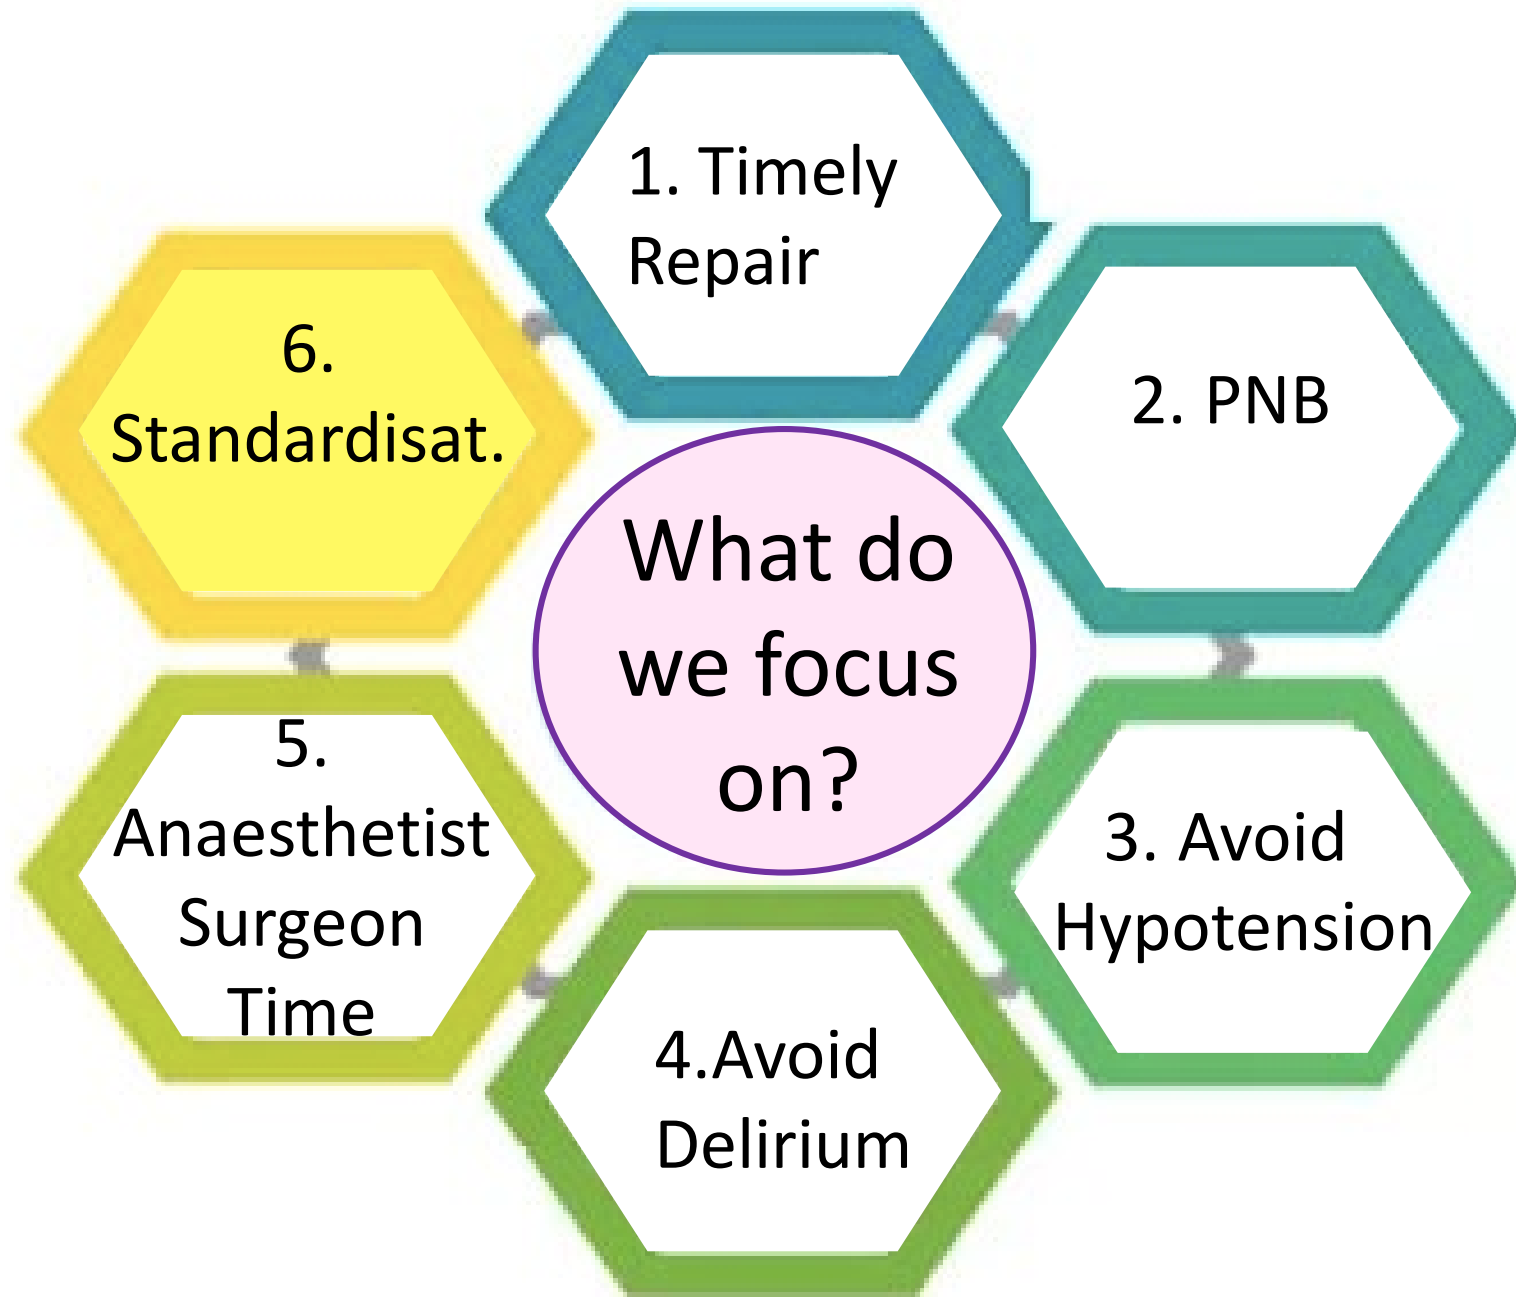 1. Timely
Repair
2. PNB
3. Avoid
Hypotension
4.Avoid
Delirium
5.
Anaesthetist
Surgeon
Time
6.
Standardisat.
What do
we focus
on?